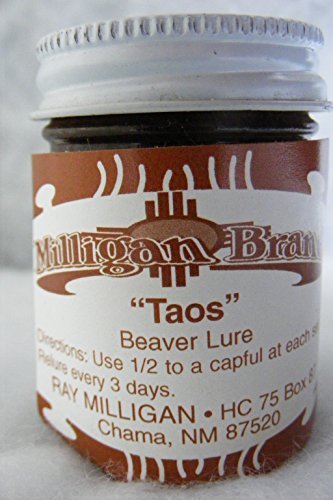 Milligan Bran
"Taos"
Beaver Lure
Directions: Use 1/2 to a capful at each
Relure every 3 days.
RAY MILLIGAN • HC 75 Box
Chama, NM 87520